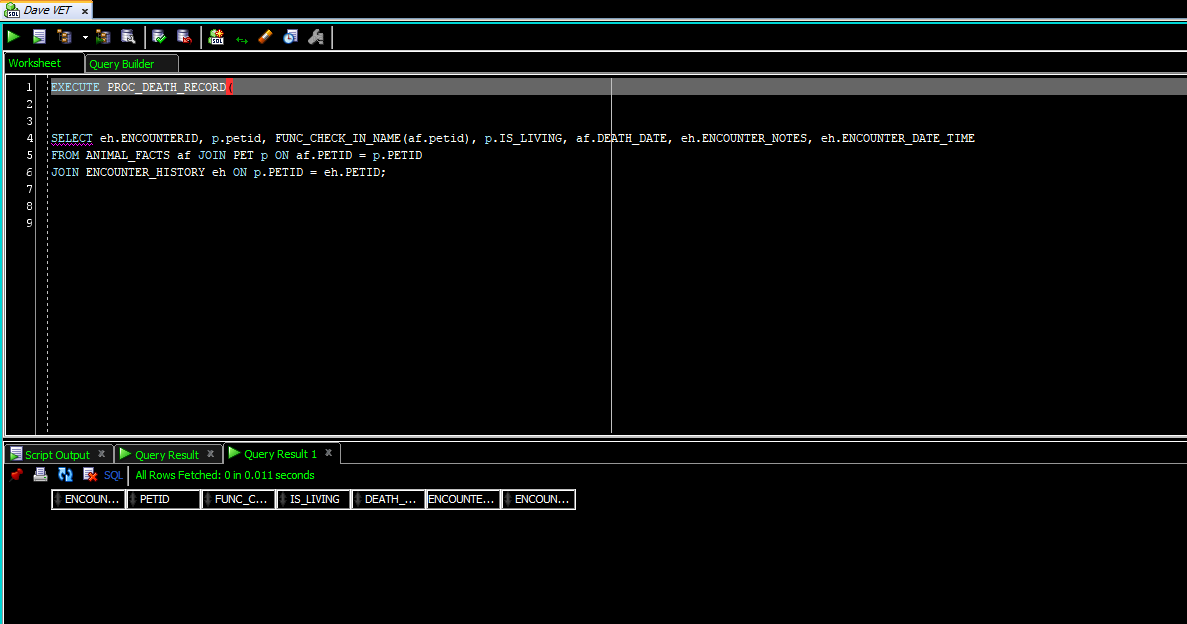 Dave VET
Worksheet Query Builder
1 EXECUTE PROC_DEATH_RECORD(
2
3
4 SELECT eh.ENCOUNTERID, p.petid, FUNC_CHECK_IN_NAME(af.petid), p.IS_LIVING, af.DEATH_DATE, eh.ENCOUNTER_NOTES, eh.ENCOUNTER_DATE_TIME
5 FROM ANIMAL_FACTS af JOIN PET p ON af.PETID = p.PETID
6 JOIN ENCOUNTER_HISTORY eh ON p.PETID = eh.PETID;
7
8
9
Script Output Query Result Query Result 1
SQL All Rows Fetched: 0 in 0.011 seconds
ENCOUN... PETID FUNC_C... IS_LIVING DEATH_... ENCOUNTE... ENCOUN...